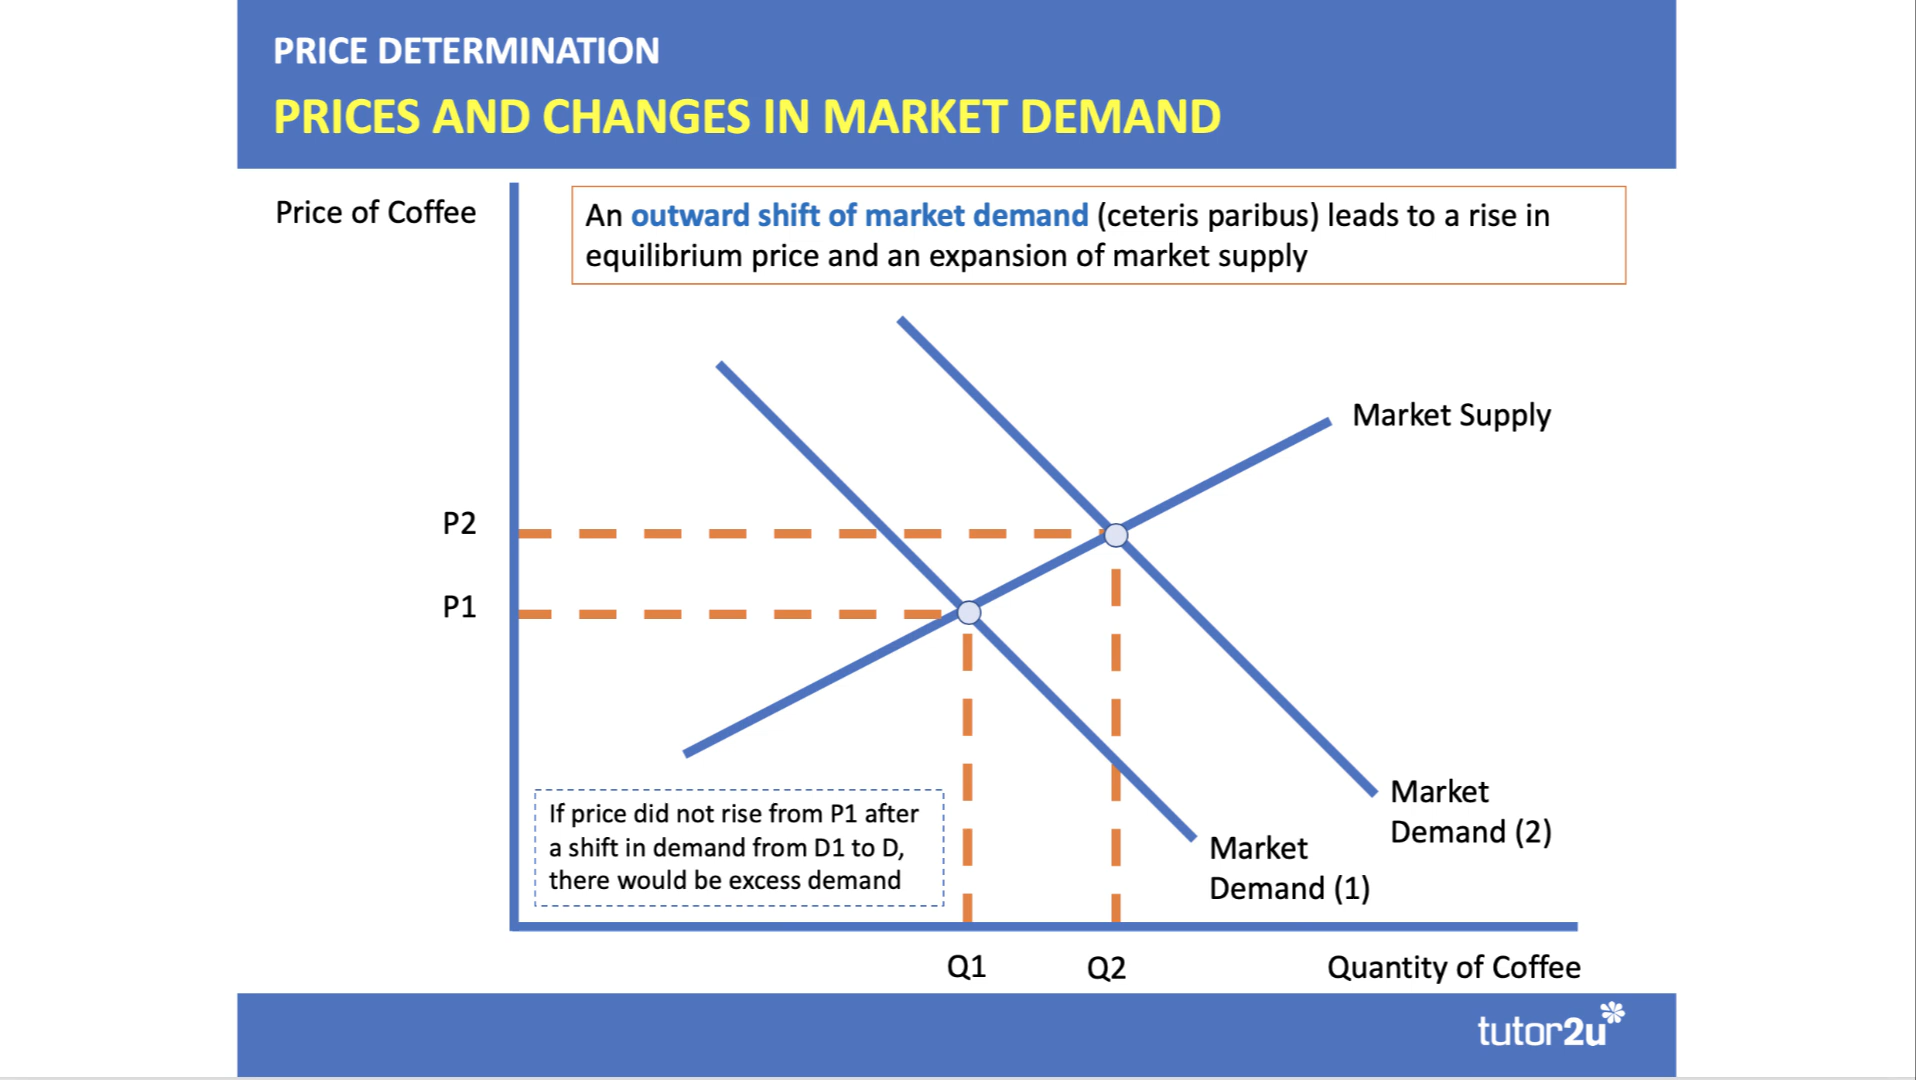 PRICE DETERMINATION
PRICES AND CHANGES IN MARKET DEMAND
Price of Coffee
An outward shift of market demand (ceteris paribus) leads to a rise in
equilibrium price and an expansion of market supply
Market Supply
P2
P1
If price did not rise from P1 after
a shift in demand from D1 to D,
there would be excess demand
Market
Demand (2)
Market
Demand (1)
Q1
Q2
Quantity of Coffee
tutor2u